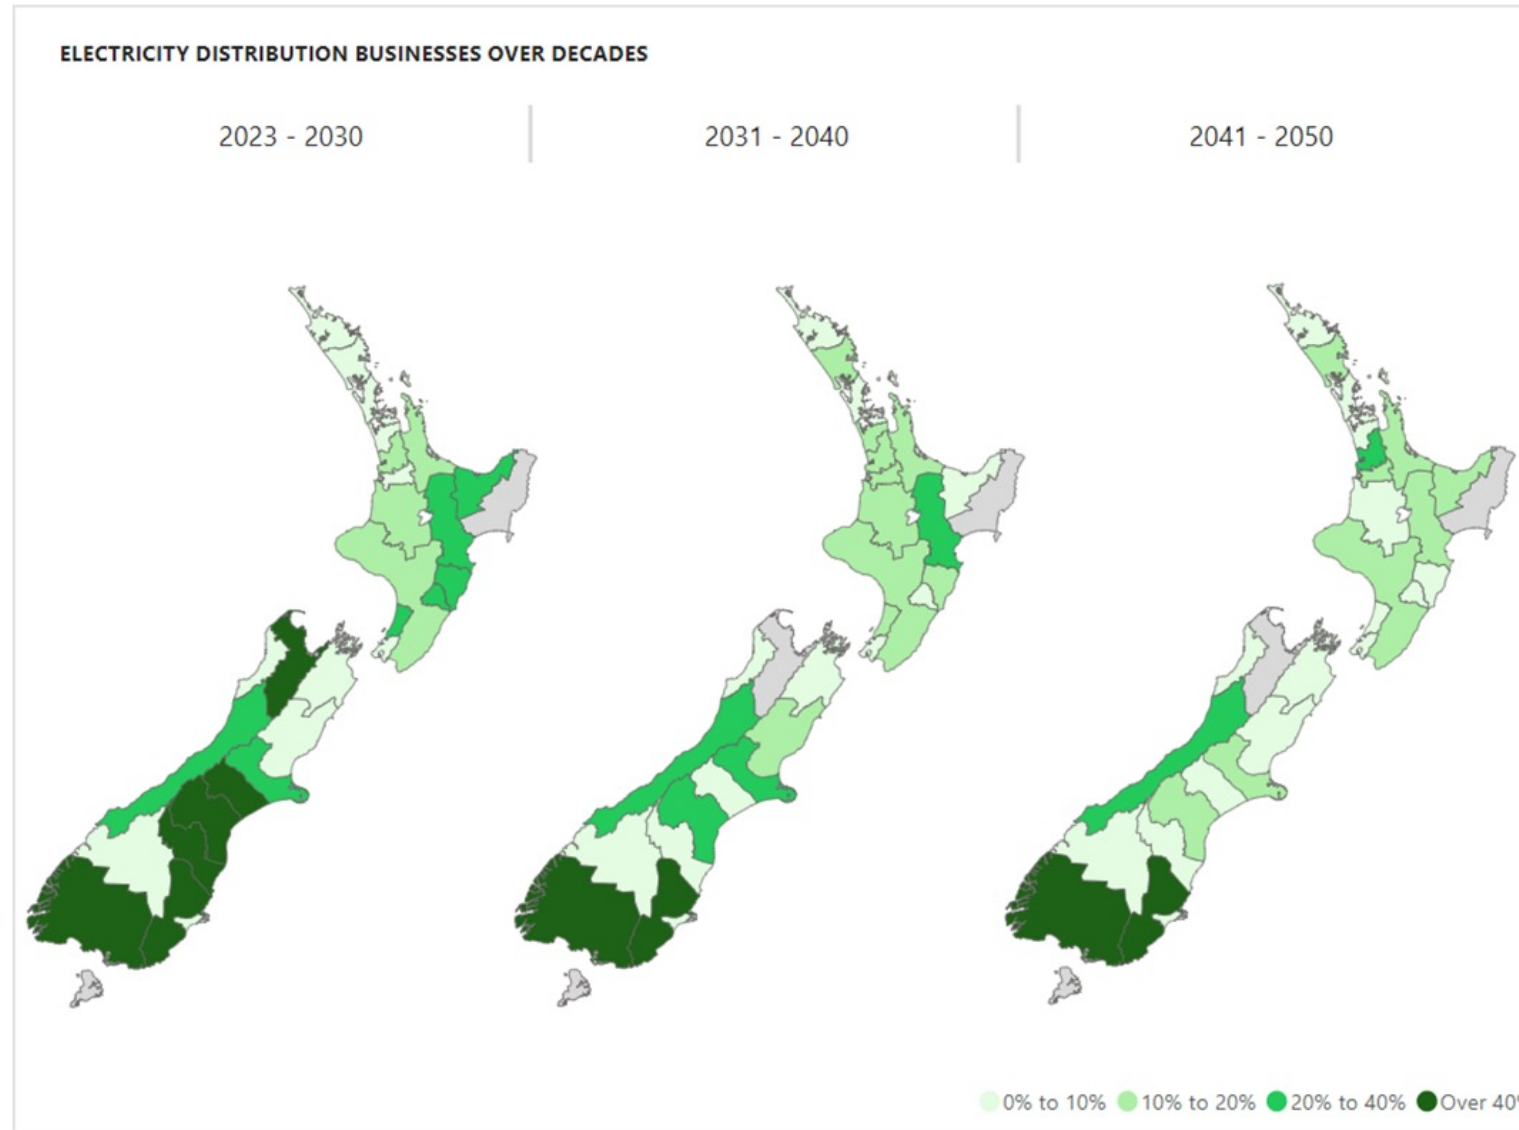 ELECTRICITY DISTRIBUTION BUSINESSES OVER DECADES
2023 - 2030
2031 - 2040
2041 - 2050
0% to 10% 10% to 20% 20% to 40% Over 40